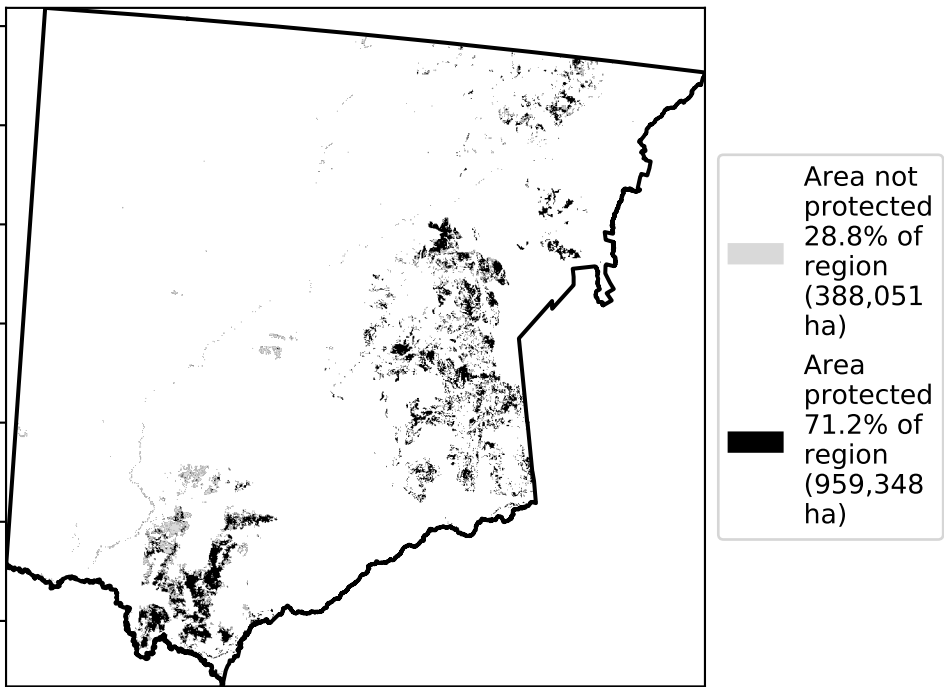 Area not
protected
28.8% of
region
(388,051
ha)
Area
protected
71.2% of
region
(959,348
ha)